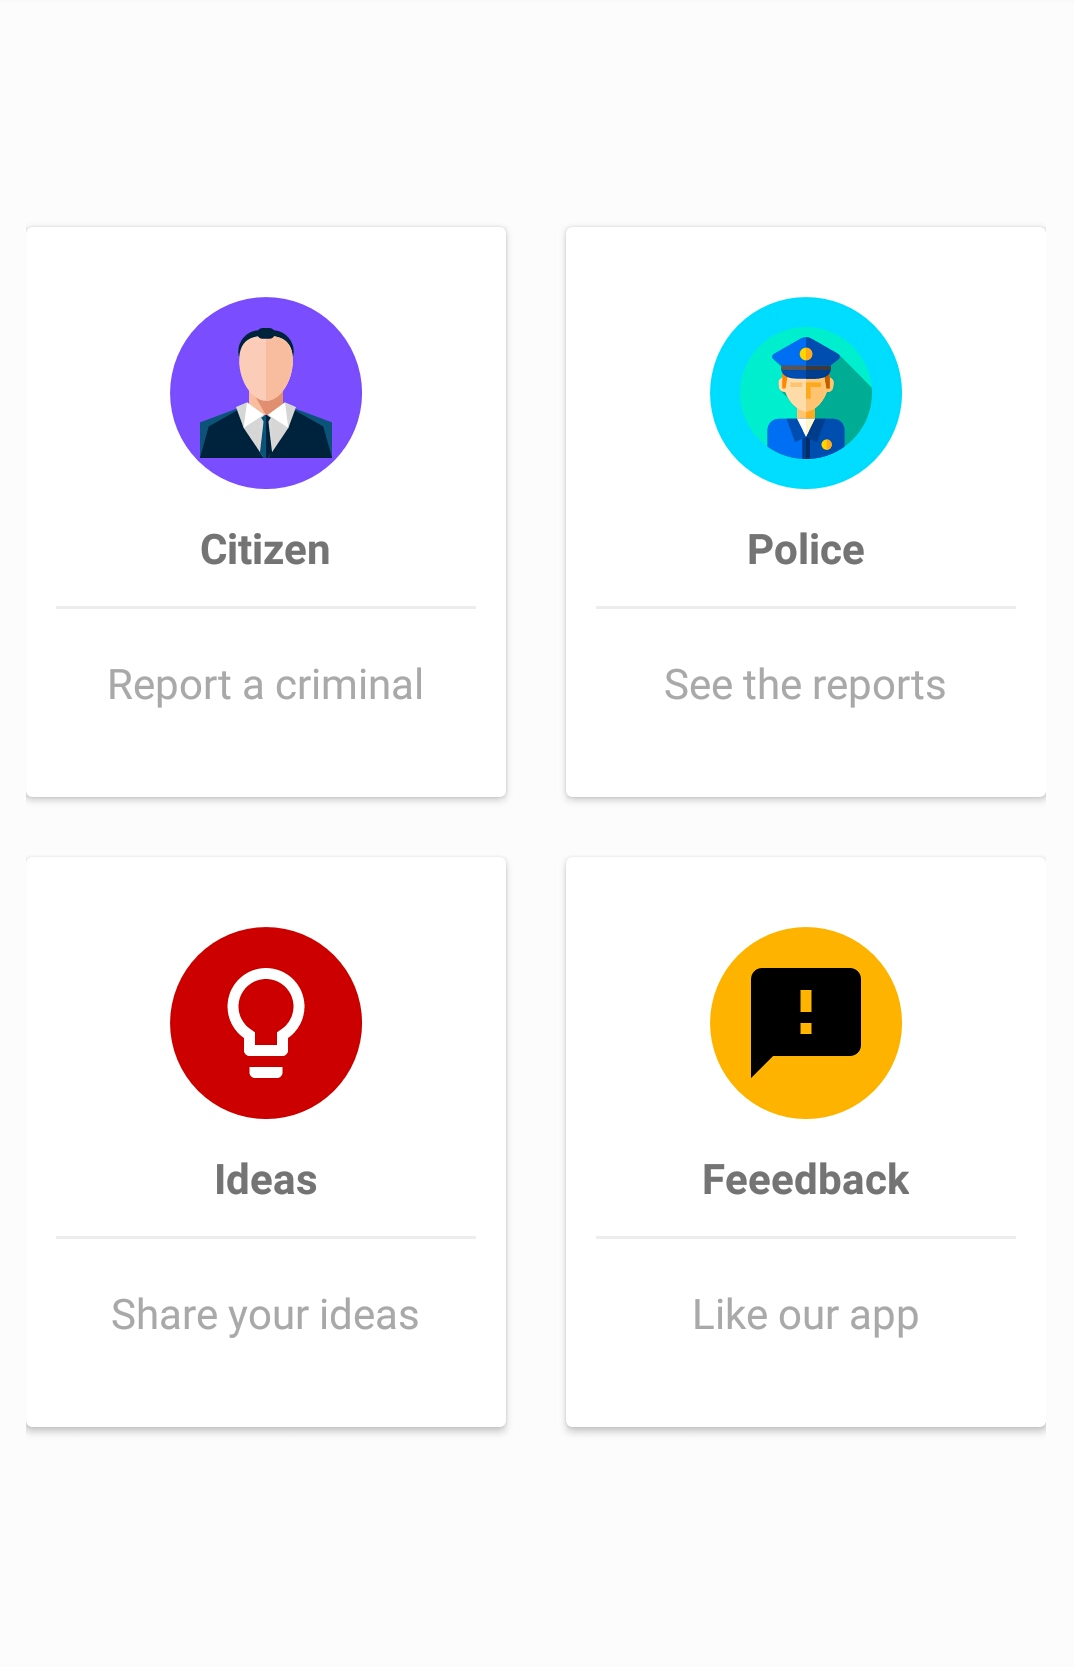 Citizen
Report a criminal
Police
See the reports
Ideas
Share your ideas
Feeedback
Like our app